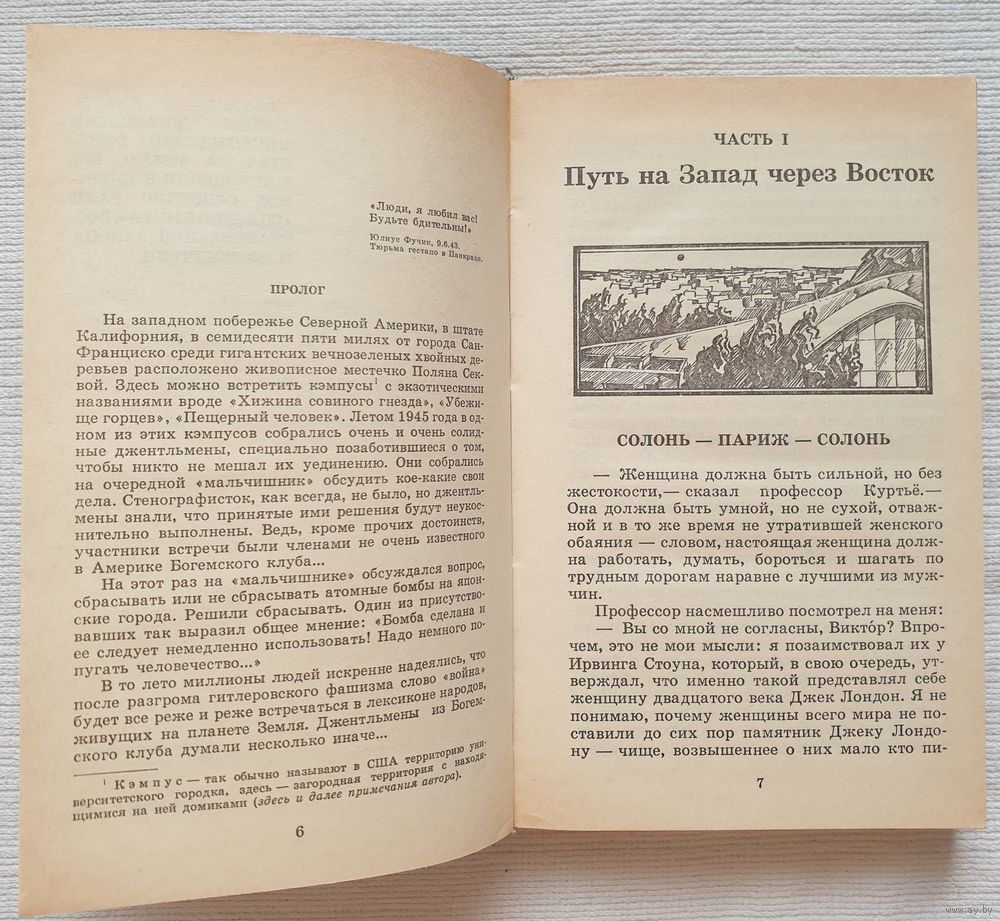 «Люди, я любил вас!
Будьте бдительны!»
Юлиус Фучик, 9.6.43.
Тюрьма гестапо в Панкраце.
ПРОЛОГ
На западном побережье Северной Америки, в штате
Калифорния, в семидесяти пяти милях от города Сан-
Франциско среди гигантских вечнозеленых хвойных де-
ревьев расположено живописное местечко Поляна Сек-
вой. Здесь можно встретить кэмпусы¹ с экзотическими
названиями вроде «Хижина совиного гнезда», «Убежи-
ще горцев», «Пещерный человек». Летом 1945 года в од-
ном из этих кэмпусов собрались очень и очень солид-
ные джентльмены, специально позаботившиеся о том,
чтобы никто не мешал их уединению. Они собрались
на очередной «мальчишник» обсудить кое-какие свои
дела. Стенографисток, как всегда, не было, но джентль-
мены знали, что принятые ими решения будут неукос-
нительно выполнены. Ведь, кроме прочих достоинств,
участники встречи были членами не очень известного
в Америке Богемского клуба...
На этот раз на «мальчишнике» обсуждался вопрос,
сбрасывать или не сбрасывать атомные бомбы на япон-
ские города. Решили сбрасывать. Один из присутство-
вавших так выразил общее мнение: «Бомба сделана и
ее следует немедленно использовать! Надо немного по-
пугать человечество...»
В то лето миллионы людей искренне надеялись, что
после разгрома гитлеровского фашизма слово «война»
будет все реже и реже встречаться в лексиконе народов,
живущих на планете Земля. Джентльмены из Богем-
ского клуба думали несколько иначе...
¹ Кэмпус — так обычно называют в США территорию уни-
верситетского городка, здесь — загородная территория с находя-
щимися на ней домиками (здесь и далее примечания автора).
6
ЧАСТЬ I
Путь на Запад через Восток
СОЛОНЬ — ПАРИЖ — СОЛОНЬ
— Женщина должна быть сильной, но без
жестокости,— сказал профессор Куртьё.—
Она должна быть умной, но не сухой, отваж-
ной и в то же время не утратившей женского
обаяния — словом, настоящая женщина долж-
на работать, думать, бороться и шагать по
трудным дорогам наравне с лучшими из муж-
чин.
Профессор насмешливо посмотрел на меня:
— Вы со мной не согласны, Викто́р? Впро-
чем, это не мои мысли: я позаимствовал их у
Ирвинга Стоуна, который, в свою очередь, ут-
верждал, что именно такой представлял себе
женщину двадцатого века Джек Лондон. Я не
понимаю, почему женщины всего мира не по-
ставили до сих пор памятник Джеку Лондо-
ну — чище, возвышеннее о них мало кто пи-
7
www.ay.by